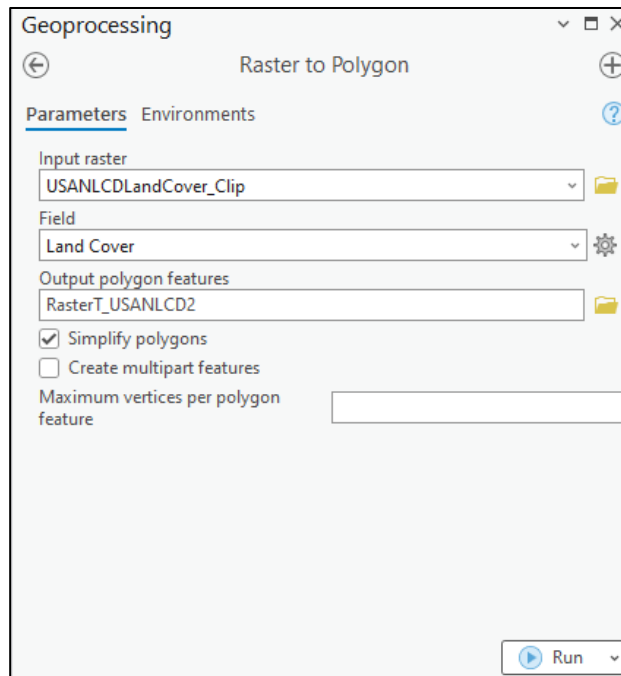 Geoprocessing
Raster to Polygon
Parameters Environments
Input raster
USANLCDLandCover_Clip
Field
Land Cover
Output polygon features
RasterT_USANLCD2
Simplify polygons
Create multipart features
Maximum vertices per polygon
feature
Run